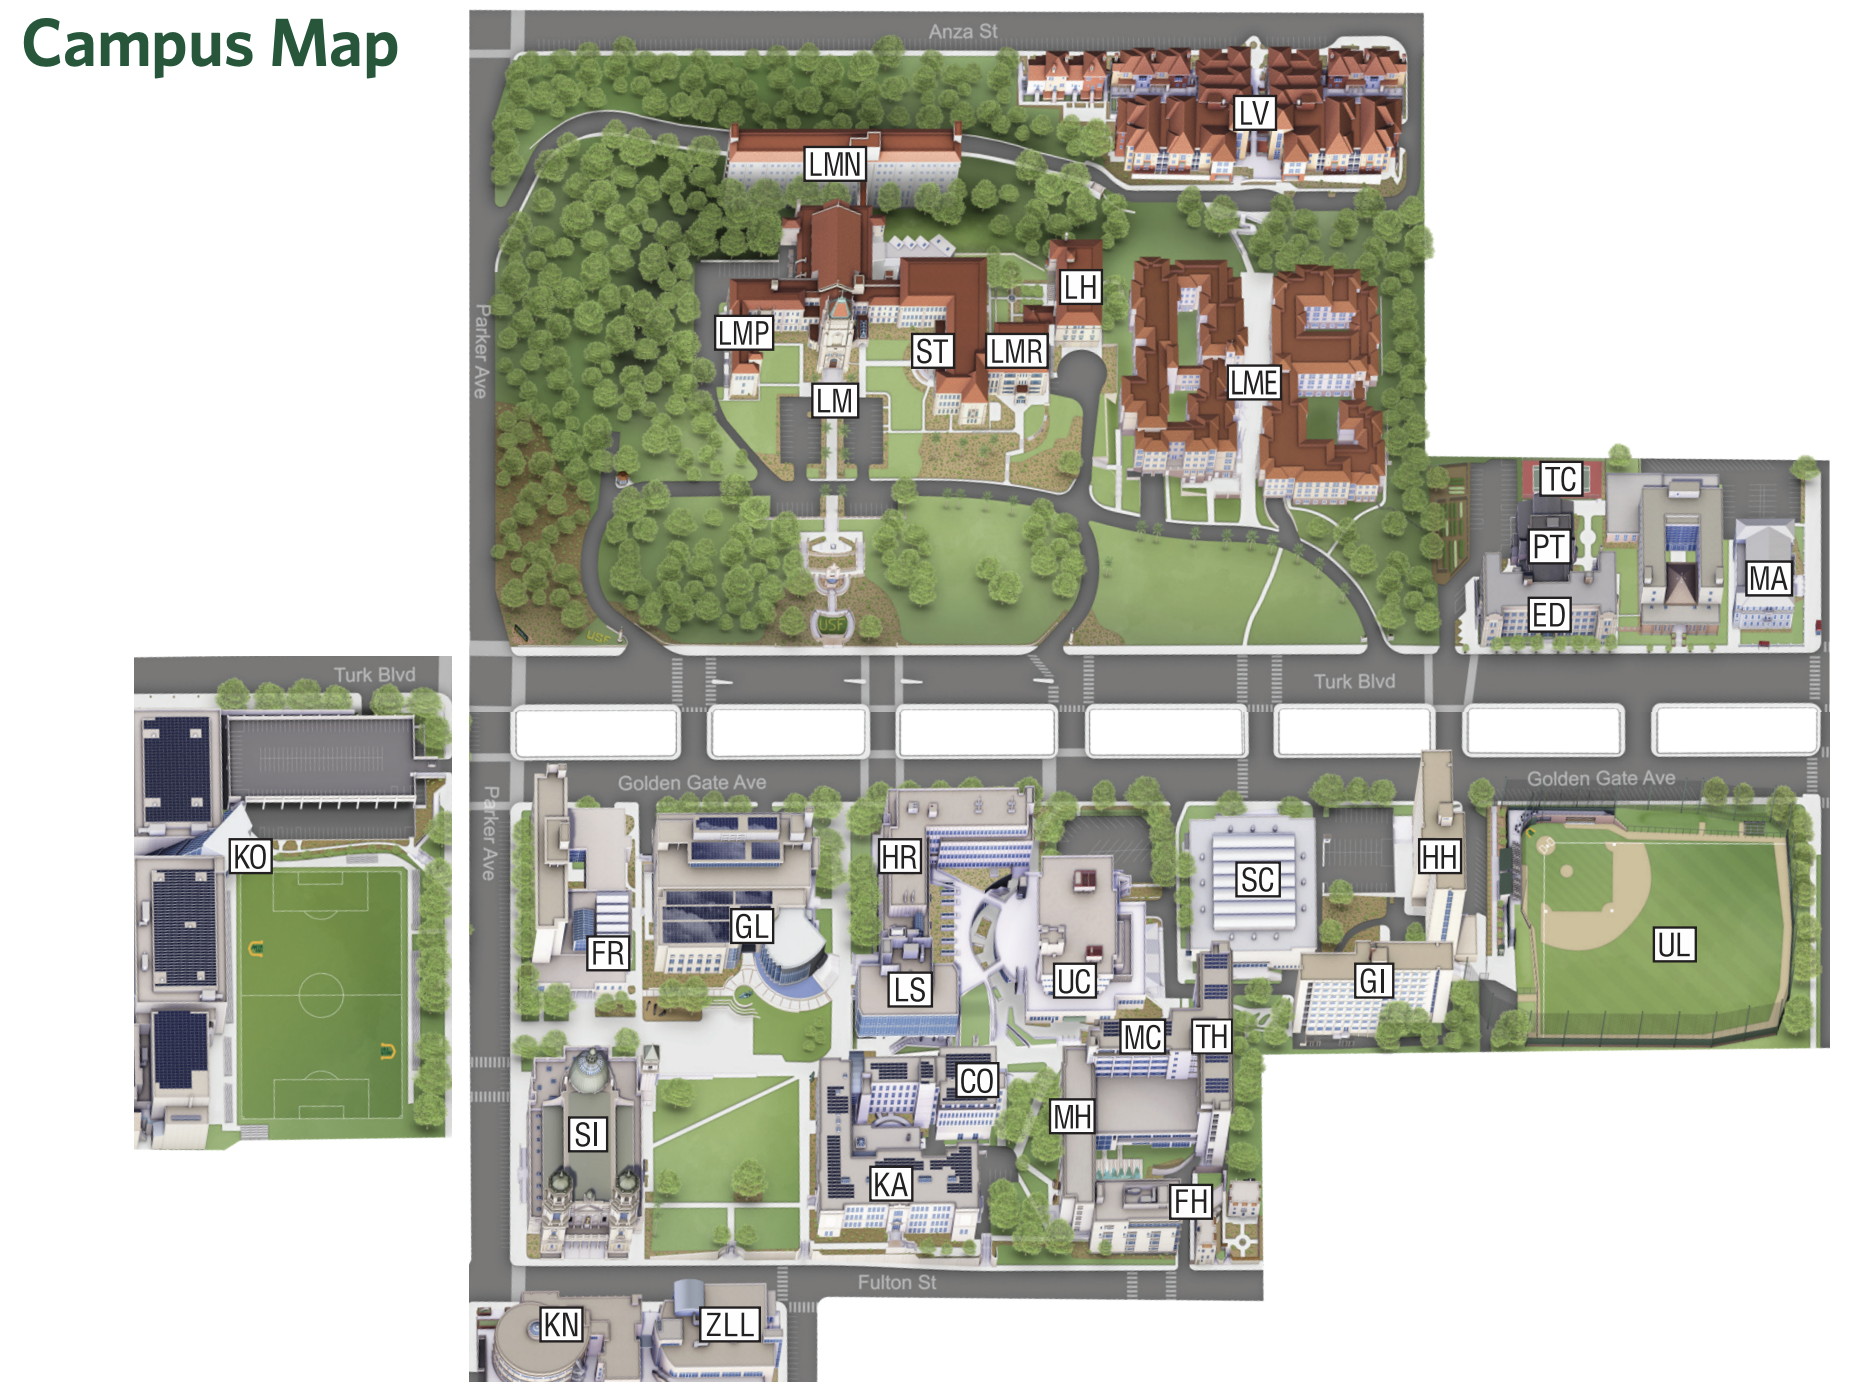 Campus Map
Anza St
LV
LMN
LH
Parker Ave
LMP
ST
LMR
LME
LM
TC
PT
MA
ED
USF
USF
Turk Blvd
Turk Blvd
Golden Gate Ave
Golden Gate Ave
Parker Ave
KO
HR
HH
SC
GL
UL
FR
UC
GI
LS
MC
TH
CO
MH
SI
KA
FH
Fulton St
KN
ZLL